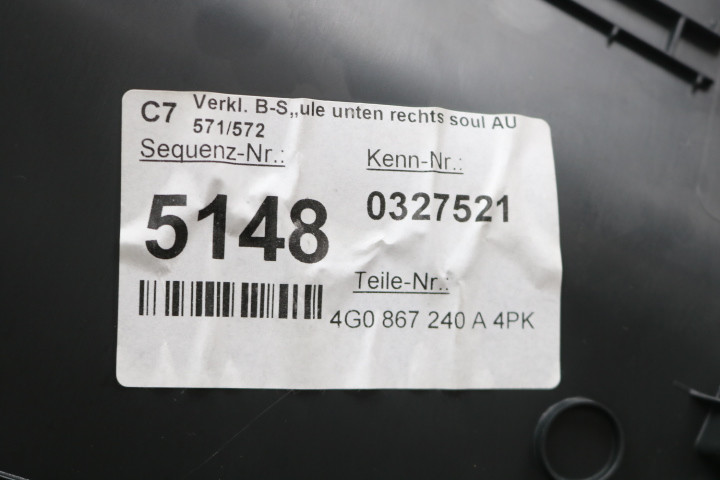 C7 Verkl. B-S„ule unten rechts soul AU
571/572
Sequenz-Nr.:
5148
Kenn-Nr.:
0327521
Teile-Nr.:
4G0 867 240 A 4PK